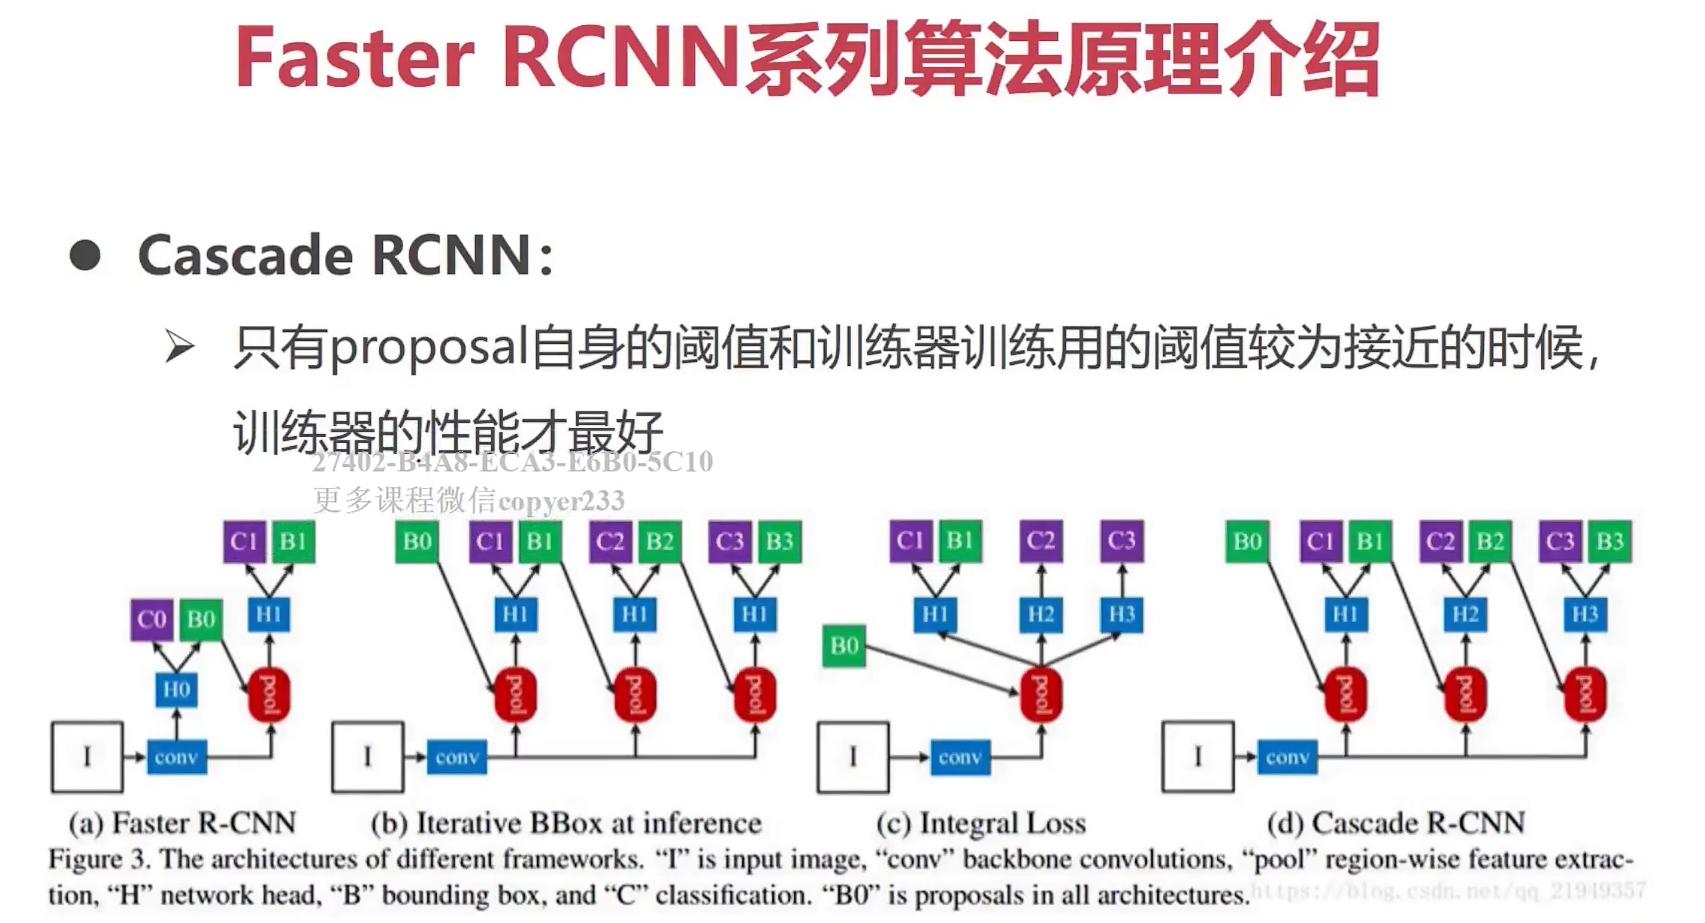 Faster RCNN系列算法原理介绍
● Cascade RCNN：
➢ 只有proposal自身的阈值和训练器训练用的阈值较为接近的时候，
训练器的性能才最好
27402-B4A8-ECA3-E6B0-5C10
更多课程微信copyer233
C1 B1 B0 C1 B1 C2 B2 C3 B3 C1 B1 C2 C3 B0 C1 B1 C2 B2 C3 B3
C0 B0 H1 H1 H1 H1 H1 H2 H3 H1 H2 H3
B0
H0 pool pool pool pool pool pool pool pool
I conv I conv I conv I conv
(a) Faster R-CNN (b) Iterative BBox at inference (c) Integral Loss (d) Cascade R-CNN
Figure 3. The architectures of different frameworks. “I” is input image, “conv” backbone convolutions, “pool” region-wise feature extrac-
tion, “H” network head, “B” bounding box, and “C” classification. “B0” is proposals in all architectures.
https://blog.csdn.net/qq_21949357